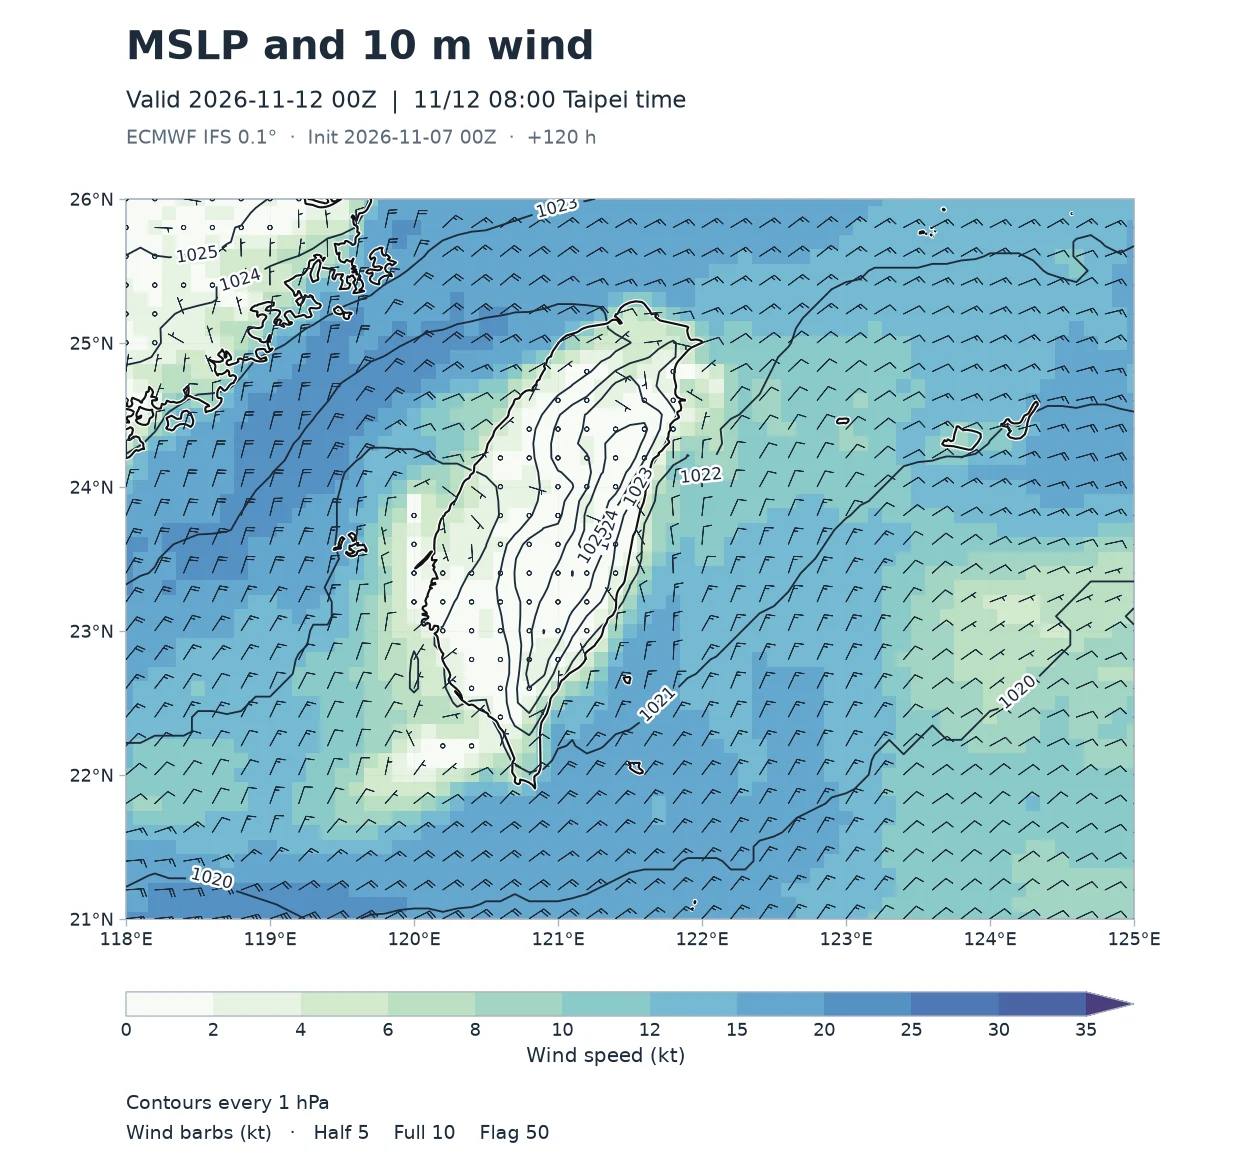 MSLP and 10 m wind
Valid 2026-11-12 00Z | 11/12 08:00 Taipei time
ECMWF IFS 0.1° · Init 2026-11-07 00Z · +120 h
26°N
25°N
24°N
23°N
22°N
21°N
1023
1025
1024
1022
1023
1025
1021
1020
1020
118°E 119°E 120°E 121°E 122°E 123°E 124°E 125°E
0 2 4 6 8 10 12 15 20 25 30 35
Wind speed (kt)
Contours every 1 hPa
Wind barbs (kt) · Half 5 Full 10 Flag 50